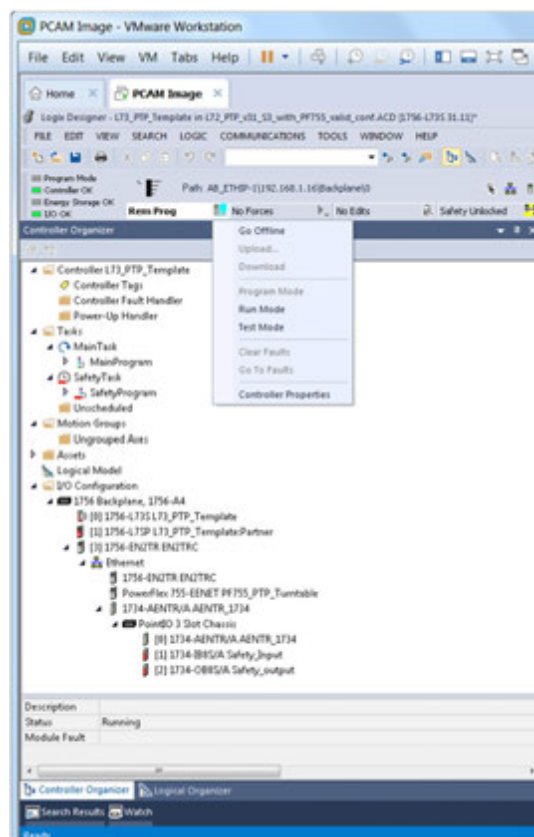 PCAM Image - VMware Workstation
File Edit View VM Tabs Help
Home × PCAM Image ×
Logix Designer - L73_PTP_Template in L72_PTP_v31_S3_with_PF755_valid_conf.ACD [1756-L73S 31.11]*
FILE EDIT VIEW SEARCH LOGIC COMMUNICATIONS TOOLS WINDOW HELP
Program Mode
Controller OK
Energy Storage OK
I/O OK
Path: AB_ETHIP-1\192.168.1.16\Backplane\0
Rem Prog No Forces No Edits Safety Unlocked
Controller Organizer
Go Offline
Upload...
Download
Program Mode
Run Mode
Test Mode
Clear Faults
Go To Faults
Controller Properties
Controller L73_PTP_Template
Controller Tags
Controller Fault Handler
Power-Up Handler
Tasks
MainTask
MainProgram
SafetyTask
SafetyProgram
Unscheduled
Motion Groups
Ungrouped Axes
Assets
Logical Model
I/O Configuration
1756 Backplane, 1756-A4
[0] 1756-L73S L73_PTP_Template
[1] 1756-L7SP L73_PTP_Template:Partner
[3] 1756-EN2TR EN2TRC
Ethernet
1756-EN2TR EN2TRC
PowerFlex 755-EENET PF755_PTP_Turntable
1734-AENTR/A AENTR_1734
PointIO 3 Slot Chassis
[0] 1734-AENTR/A AENTR_1734
[1] 1734-IB8S/A Safety_Input
[2] 1734-OB8S/A Safety_output
Description
Status Running
Module Fault
Controller Organizer Logical Organizer
Search Results Watch
Ready